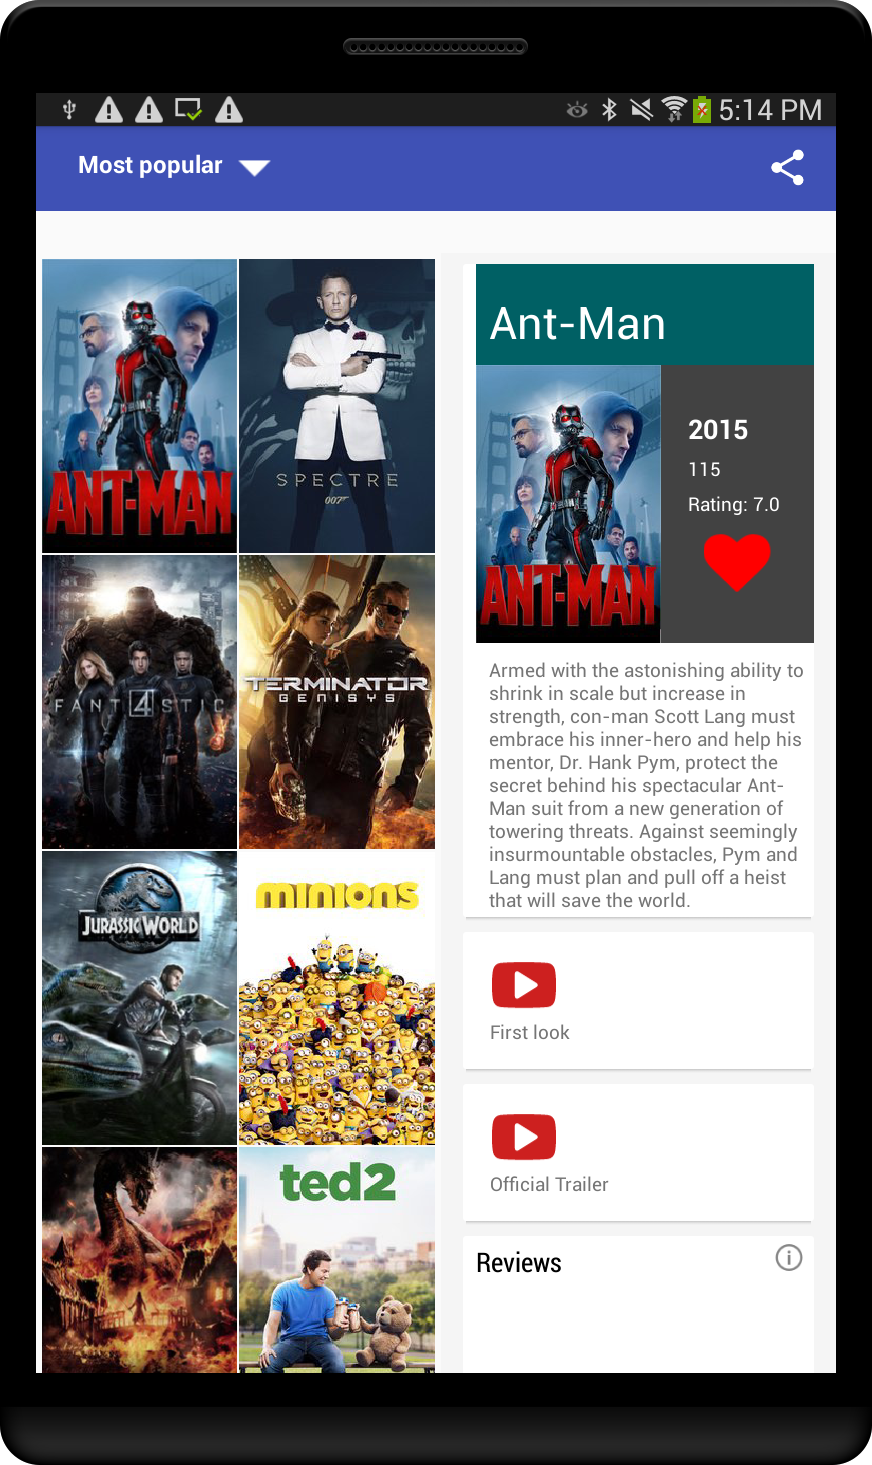 5:14 PM
Most popular
ANT-MAN
SPECTRE
007
FANT4STIC
TERMINATOR
GENISYS
JURASSIC WORLD
minions
ted2
Ant-Man
ANT-MAN
2015
115
Rating: 7.0
Armed with the astonishing ability to
shrink in scale but increase in
strength, con-man Scott Lang must
embrace his inner-hero and help his
mentor, Dr. Hank Pym, protect the
secret behind his spectacular Ant-
Man suit from a new generation of
towering threats. Against seemingly
insurmountable obstacles, Pym and
Lang must plan and pull off a heist
that will save the world.
First look
Official Trailer
Reviews